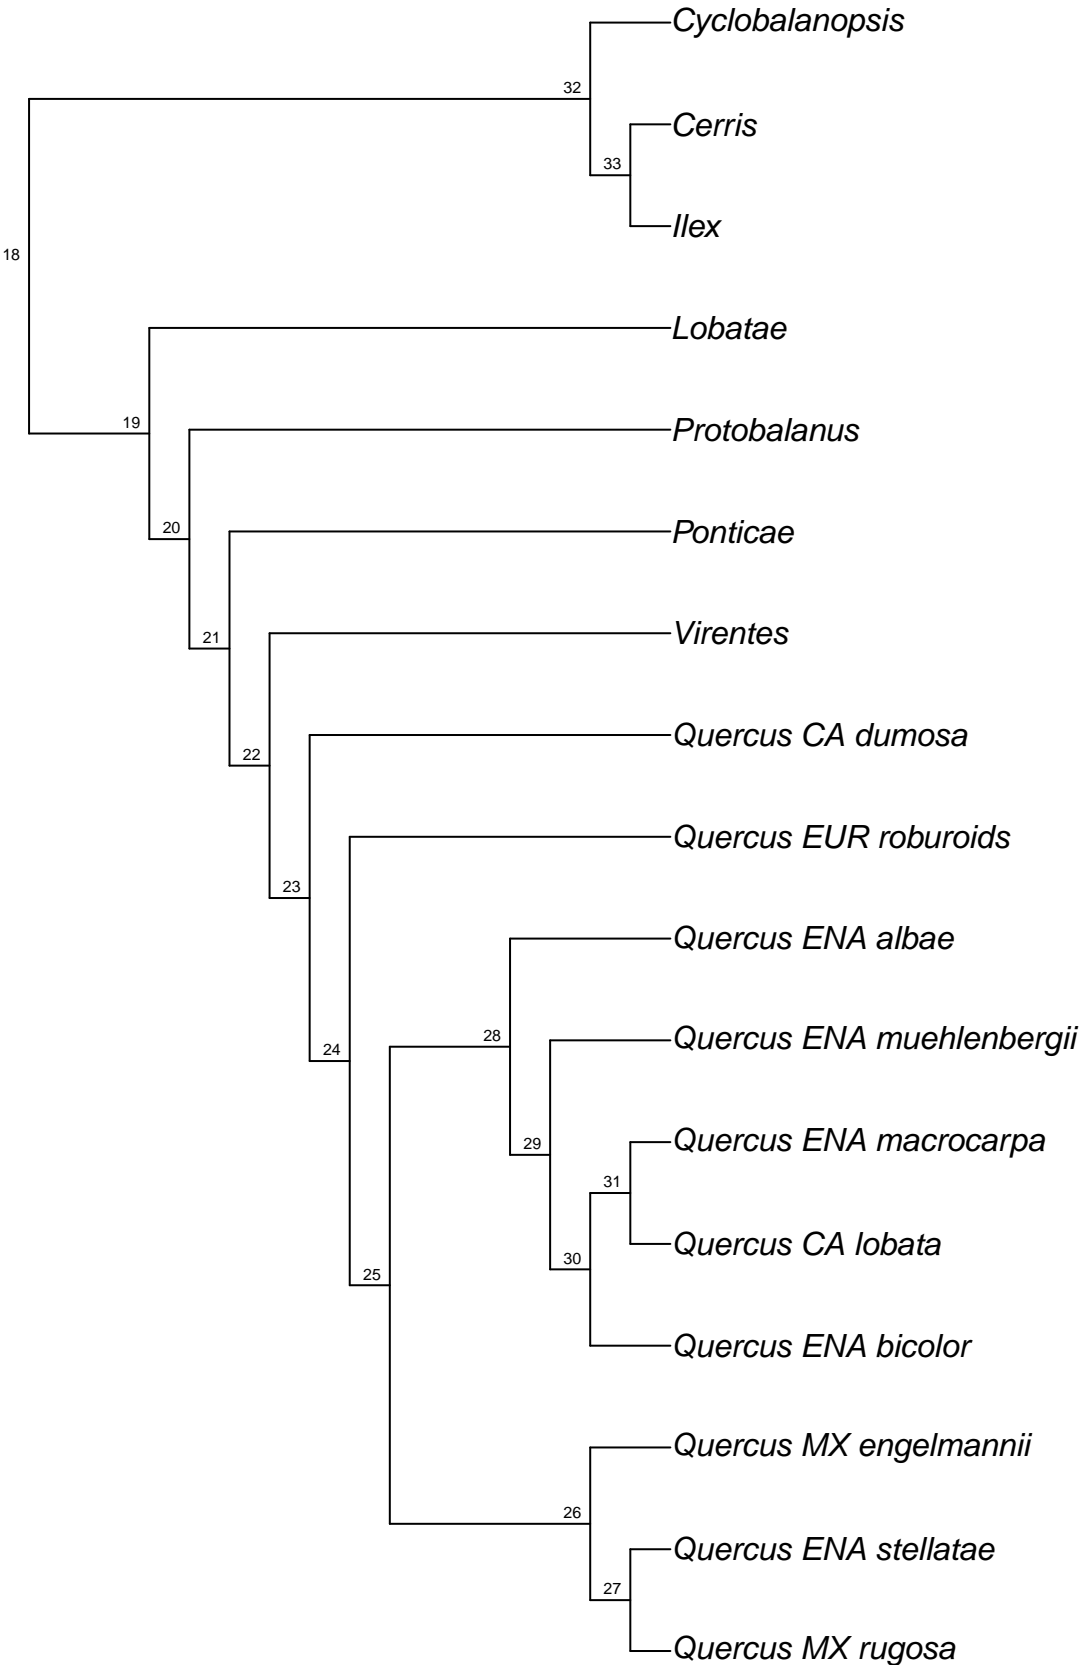 Cyclobalanopsis
32
Cerris
33
Ilex
18
Lobatae
19
Protobalanus
20
Ponticae
21
Virentes
22
Quercus CA dumosa
23
Quercus EUR roburoids
24
Quercus ENA albae
28
Quercus ENA muehlenbergii
29
Quercus ENA macrocarpa
31
Quercus CA lobata
30
25
Quercus ENA bicolor
Quercus MX engelmannii
26
Quercus ENA stellatae
27
Quercus MX rugosa